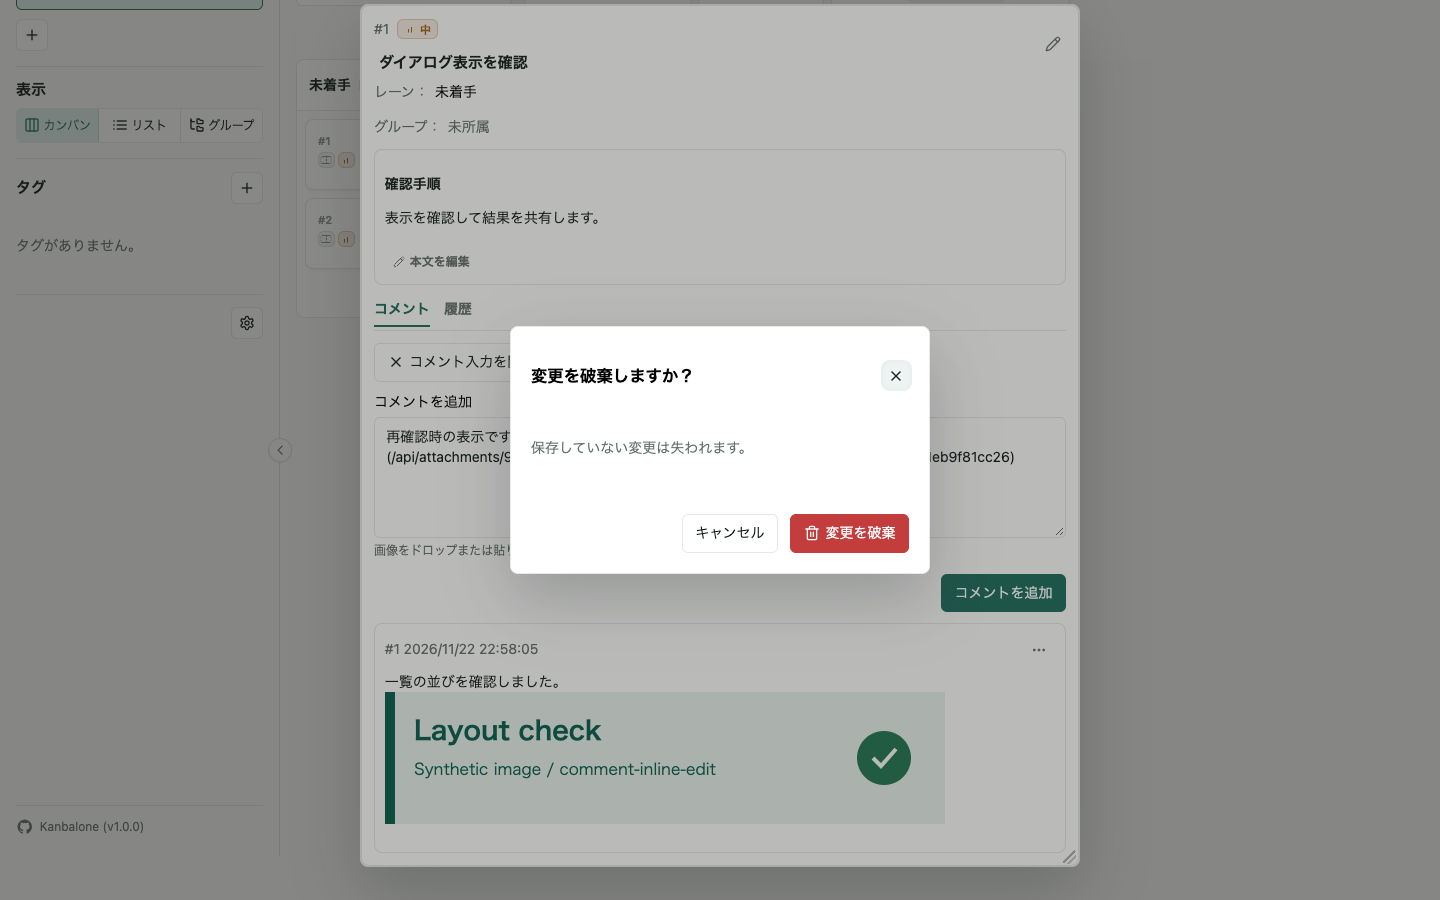 表示
カンバン
リスト
グループ
タグ
タグがありません。
Kanbalone (v1.0.0)
未着手
#1
#2
#1 中
ダイアログ表示を確認
レーン： 未着手
グループ： 未所属
確認手順
表示を確認して結果を共有します。
本文を編集
コメント 履歴
コメント入力を
コメントを追加
再確認時の表示です
(/api/attachments/9
eb9f81cc26)
画像をドロップまたは貼り
コメントを追加
#1 2026/11/22 22:58:05
一覧の並びを確認しました。
Layout check
Synthetic image / comment-inline-edit
変更を破棄しますか？
保存していない変更は失われます。
キャンセル
変更を破棄